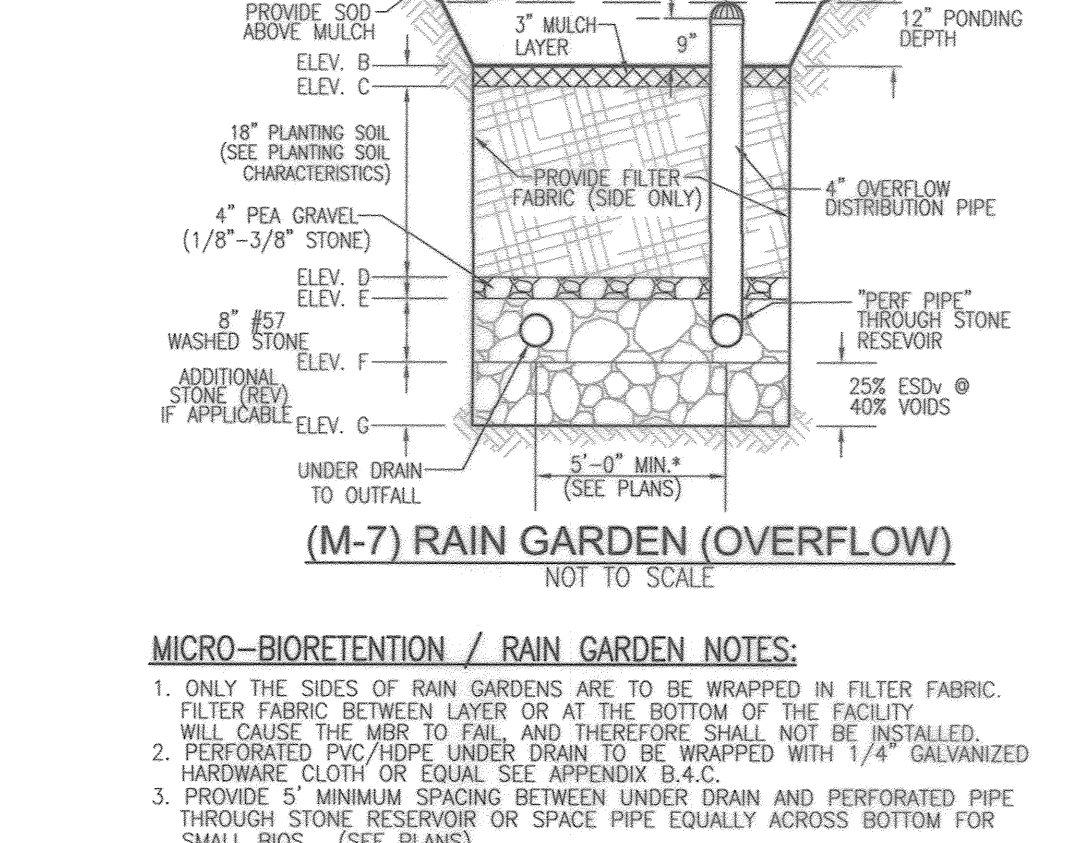 PROVIDE SOD
ABOVE MULCH
3" MULCH
LAYER
9"
12" PONDING
DEPTH
ELEV. B
ELEV. C
18" PLANTING SOIL
(SEE PLANTING SOIL
CHARACTERISTICS)
PROVIDE FILTER
FABRIC (SIDE ONLY)
4" OVERFLOW
DISTRIBUTION PIPE
4" PEA GRAVEL
(1/8"-3/8" STONE)
ELEV. D
ELEV. E
"PERF PIPE"
THROUGH STONE
RESEVOIR
8" #57
WASHED STONE
ELEV. F
ADDITIONAL
STONE (REV)
IF APPLICABLE
25% ESDv @
40% VOIDS
ELEV. G
UNDER DRAIN
TO OUTFALL
5'-0" MIN.*
(SEE PLANS)
(M-7) RAIN GARDEN (OVERFLOW)
NOT TO SCALE
MICRO-BIORETENTION / RAIN GARDEN NOTES:
1. ONLY THE SIDES OF RAIN GARDENS ARE TO BE WRAPPED IN FILTER FABRIC.
FILTER FABRIC BETWEEN LAYER OR AT THE BOTTOM OF THE FACILITY
WILL CAUSE THE MBR TO FAIL, AND THEREFORE SHALL NOT BE INSTALLED.
2. PERFORATED PVC/HDPE UNDER DRAIN TO BE WRAPPED WITH 1/4" GALVANIZED
HARDWARE CLOTH OR EQUAL SEE APPENDIX B.4.C.
3. PROVIDE 5' MINIMUM SPACING BETWEEN UNDER DRAIN AND PERFORATED PIPE
THROUGH STONE RESERVOIR OR SPACE PIPE EQUALLY ACROSS BOTTOM FOR
SMALL BIOS. (SEE PLANS)